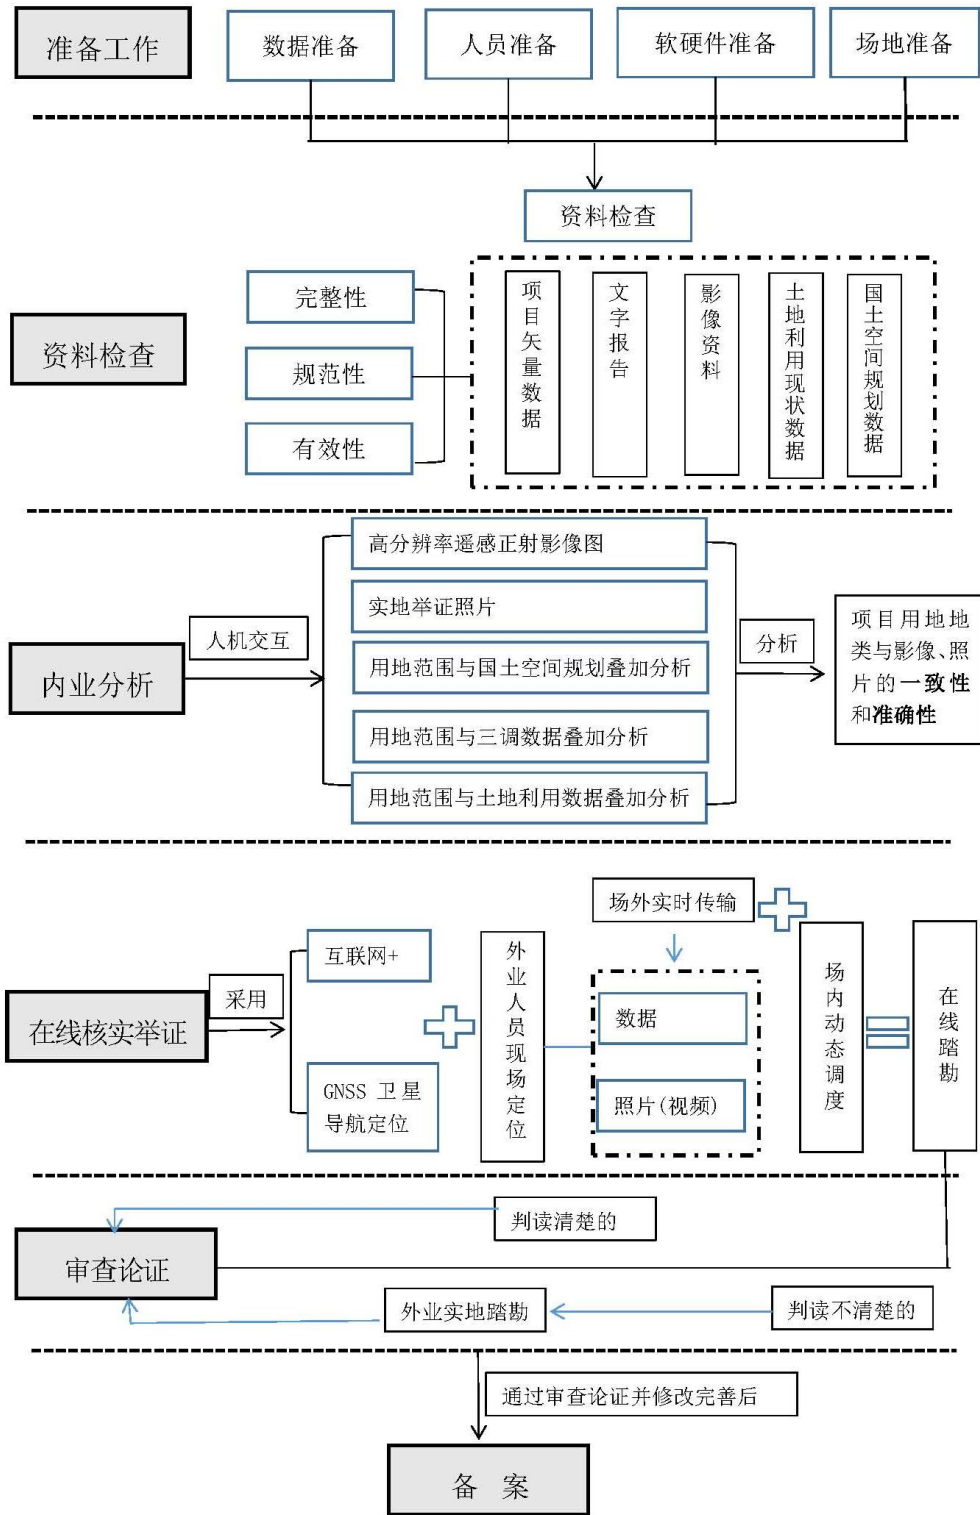 准备工作
数据准备
人员准备
软硬件准备
场地准备
资料检查
资料检查
完整性
规范性
有效性
项目矢量数据
文字报告
影像资料
土地利用现状数据
国土空间规划数据
内业分析
人机交互
高分辨率遥感正射影像图
实地举证照片
用地范围与国土空间规划叠加分析
用地范围与三调数据叠加分析
用地范围与土地利用数据叠加分析
分析
项目用地地
类与影像、照
片的一致性
和准确性
在线核实举证
采用
互联网+
GNSS 卫星
导航定位
外业人员现场定位
场外实时传输
数据
照片(视频)
场内动态调度
在线踏勘
审查论证
判读清楚的
外业实地踏勘
判读不清楚的
通过审查论证并修改完善后
备 案